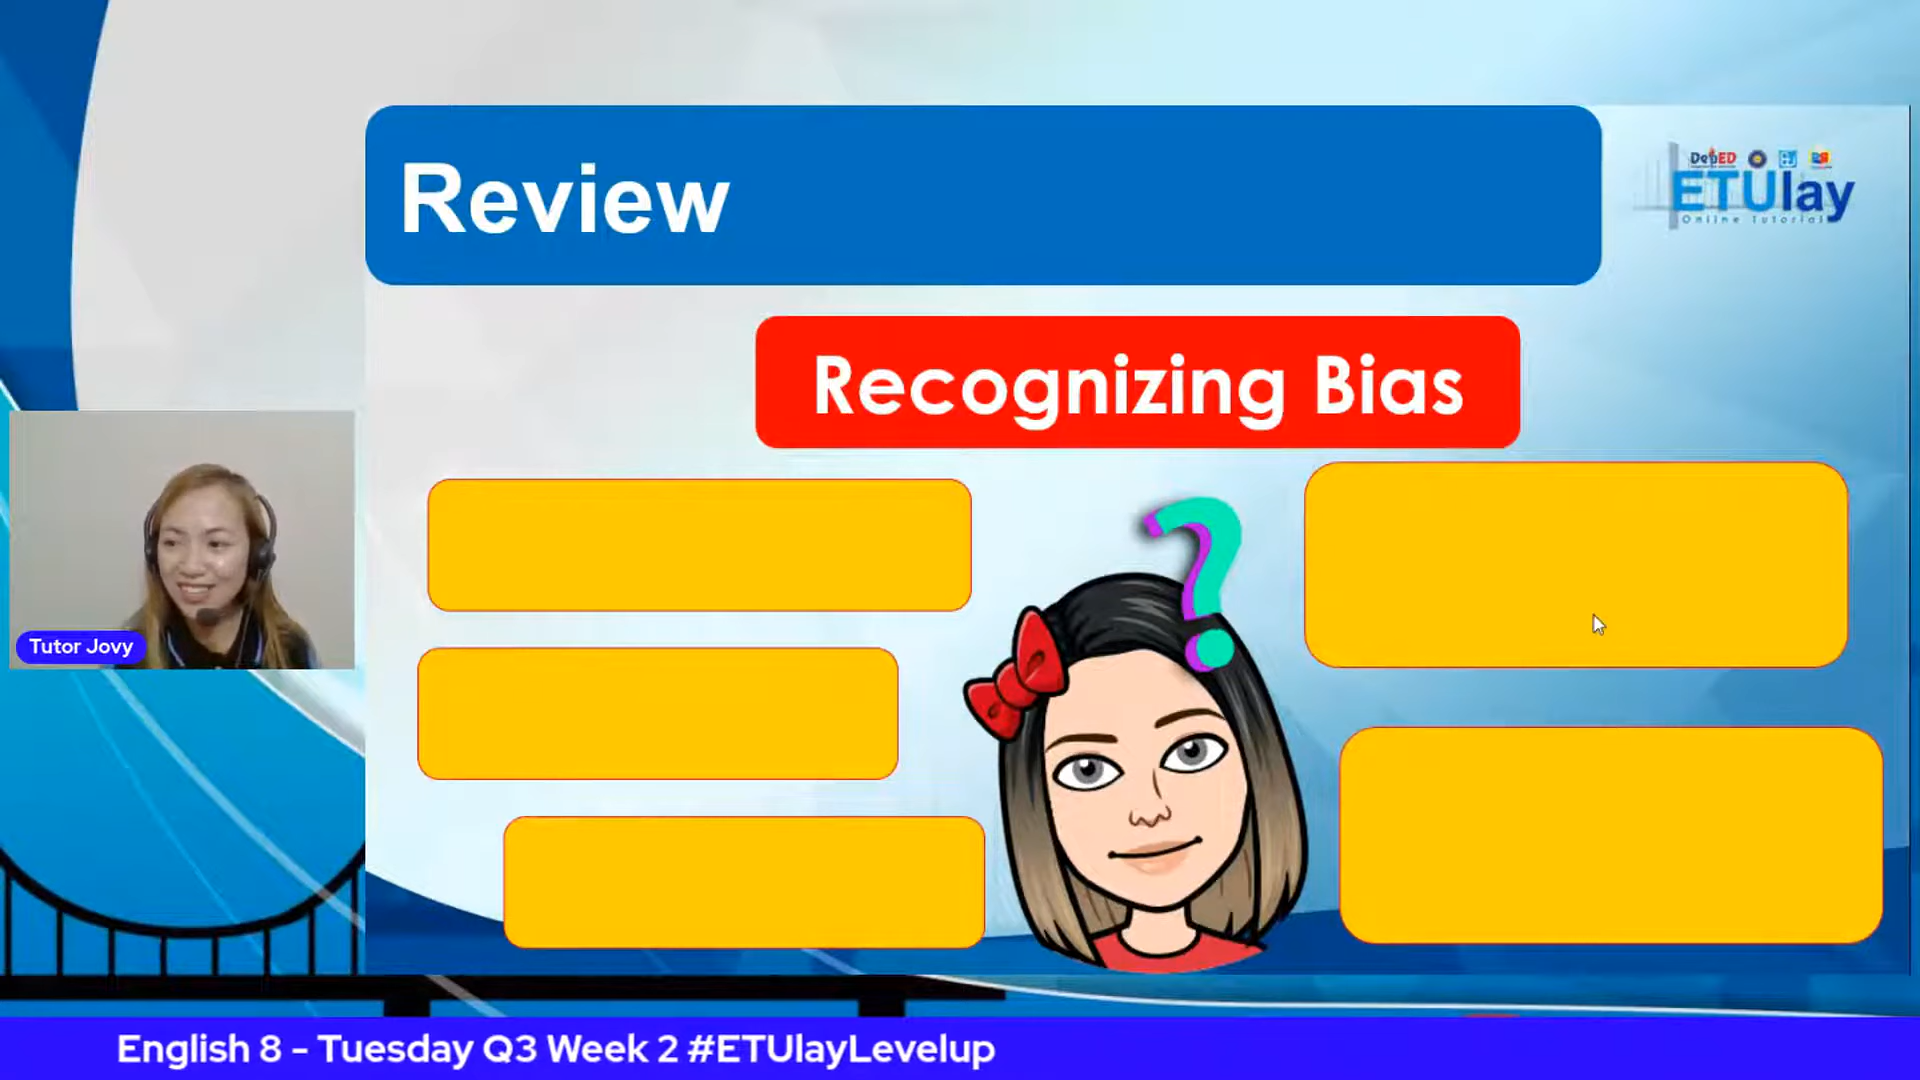 Review
DepED
ETUlay
Online Tutorial
Recognizing Bias
?
Tutor Jovy
English 8 - Tuesday Q3 Week 2 #ETUlayLevelup